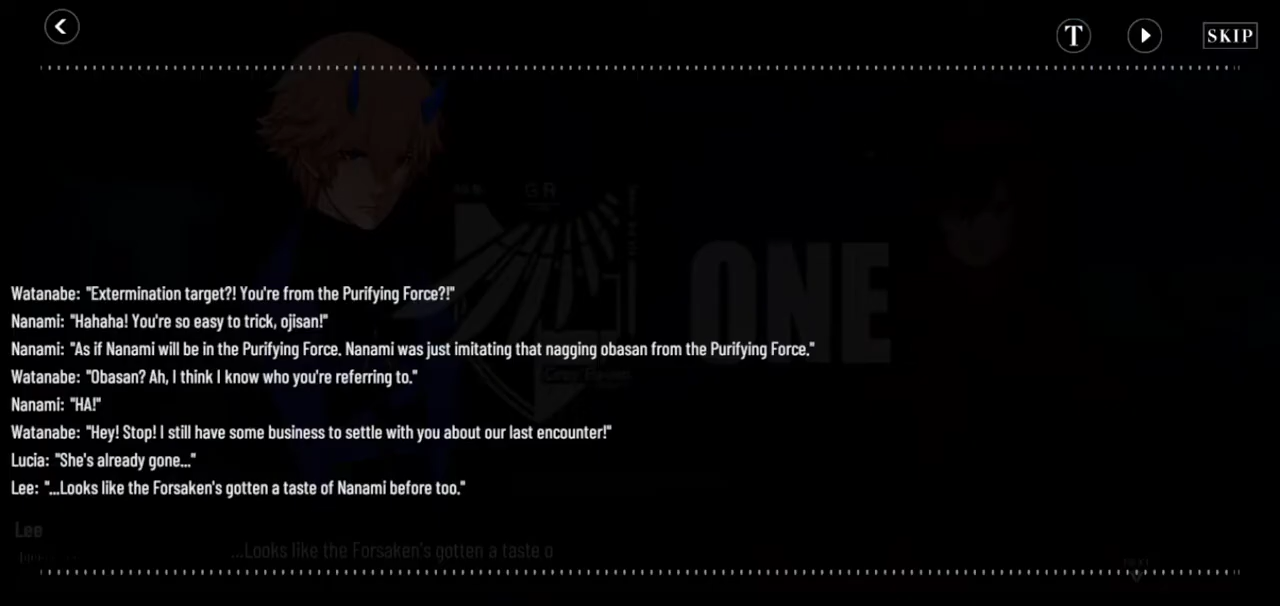 T
SKIP
GR
ONE
Watanabe: "Extermination target?! You're from the Purifying Force?!"
Nanami: "Hahaha! You're so easy to trick, ojisan!"
Nanami: "As if Nanami will be in the Purifying Force. Nanami was just imitating that nagging obasan from the Purifying Force."
Watanabe: "Obasan? Ah, I think I know who you're referring to."
Nanami: "HA!"
Watanabe: "Hey! Stop! I still have some business to settle with you about our last encounter!"
Lucia: "She's already gone..."
Lee: "...Looks like the Forsaken's gotten a taste of Nanami before too."
Lee
...Looks like the Forsaken's gotten a taste o